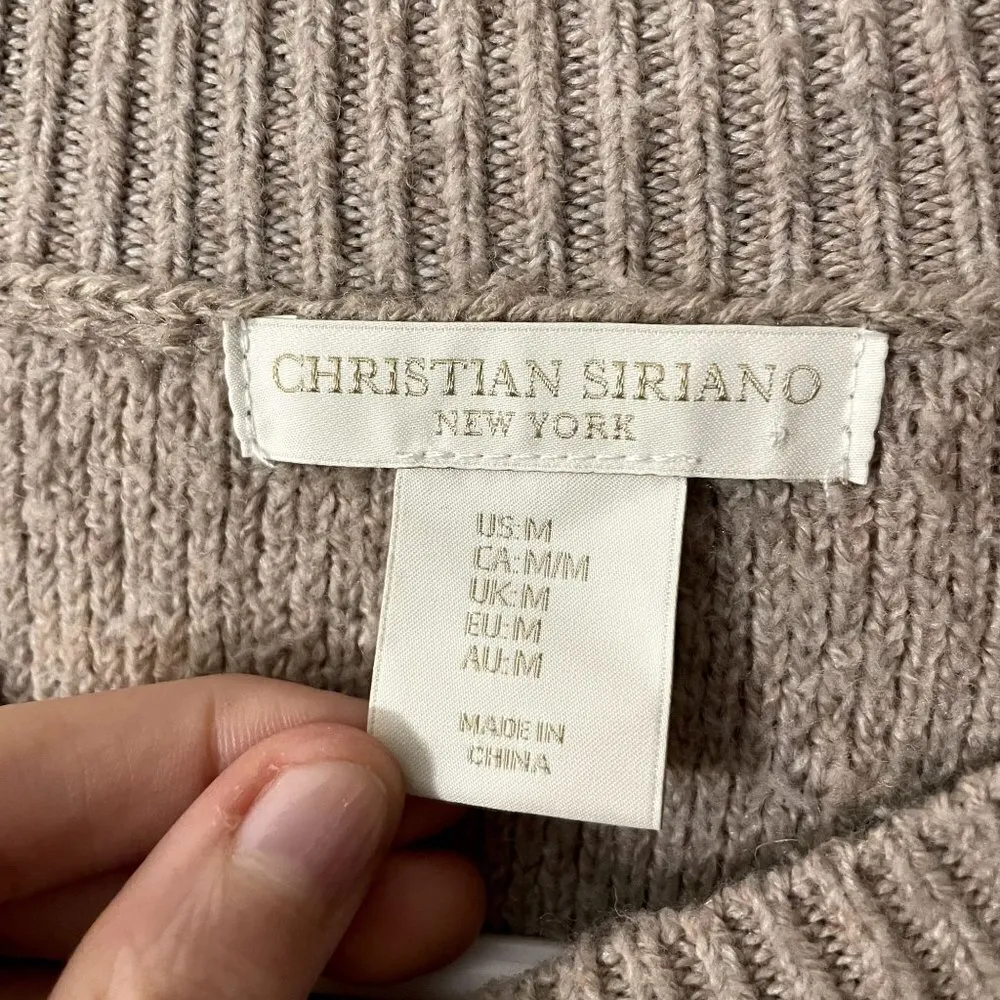 CHRISTIAN SIRIANO
NEW YORK
US:M
CA:M/M
UK:M
EU:M
AU:M
MADE IN
CHINA